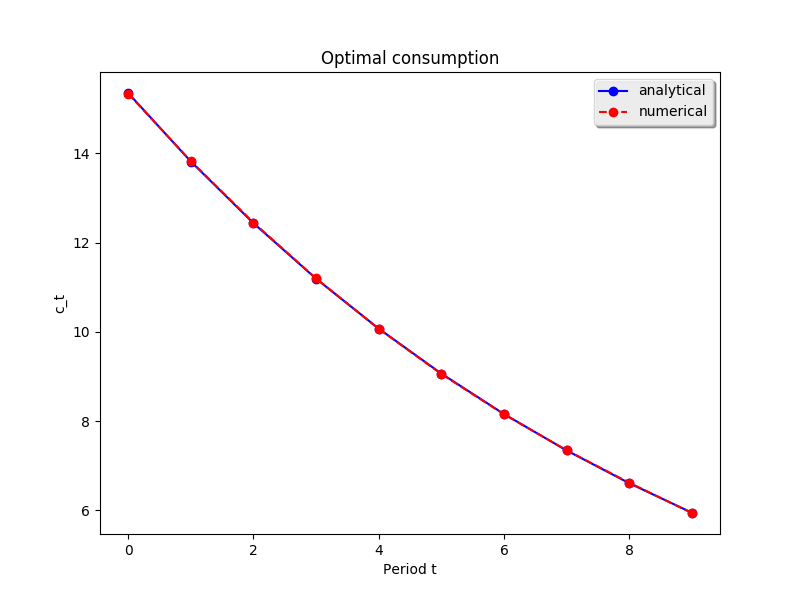 Optimal consumption
analytical
numerical
14
12
10
8
6
c_t
0 2 4 6 8
Period t